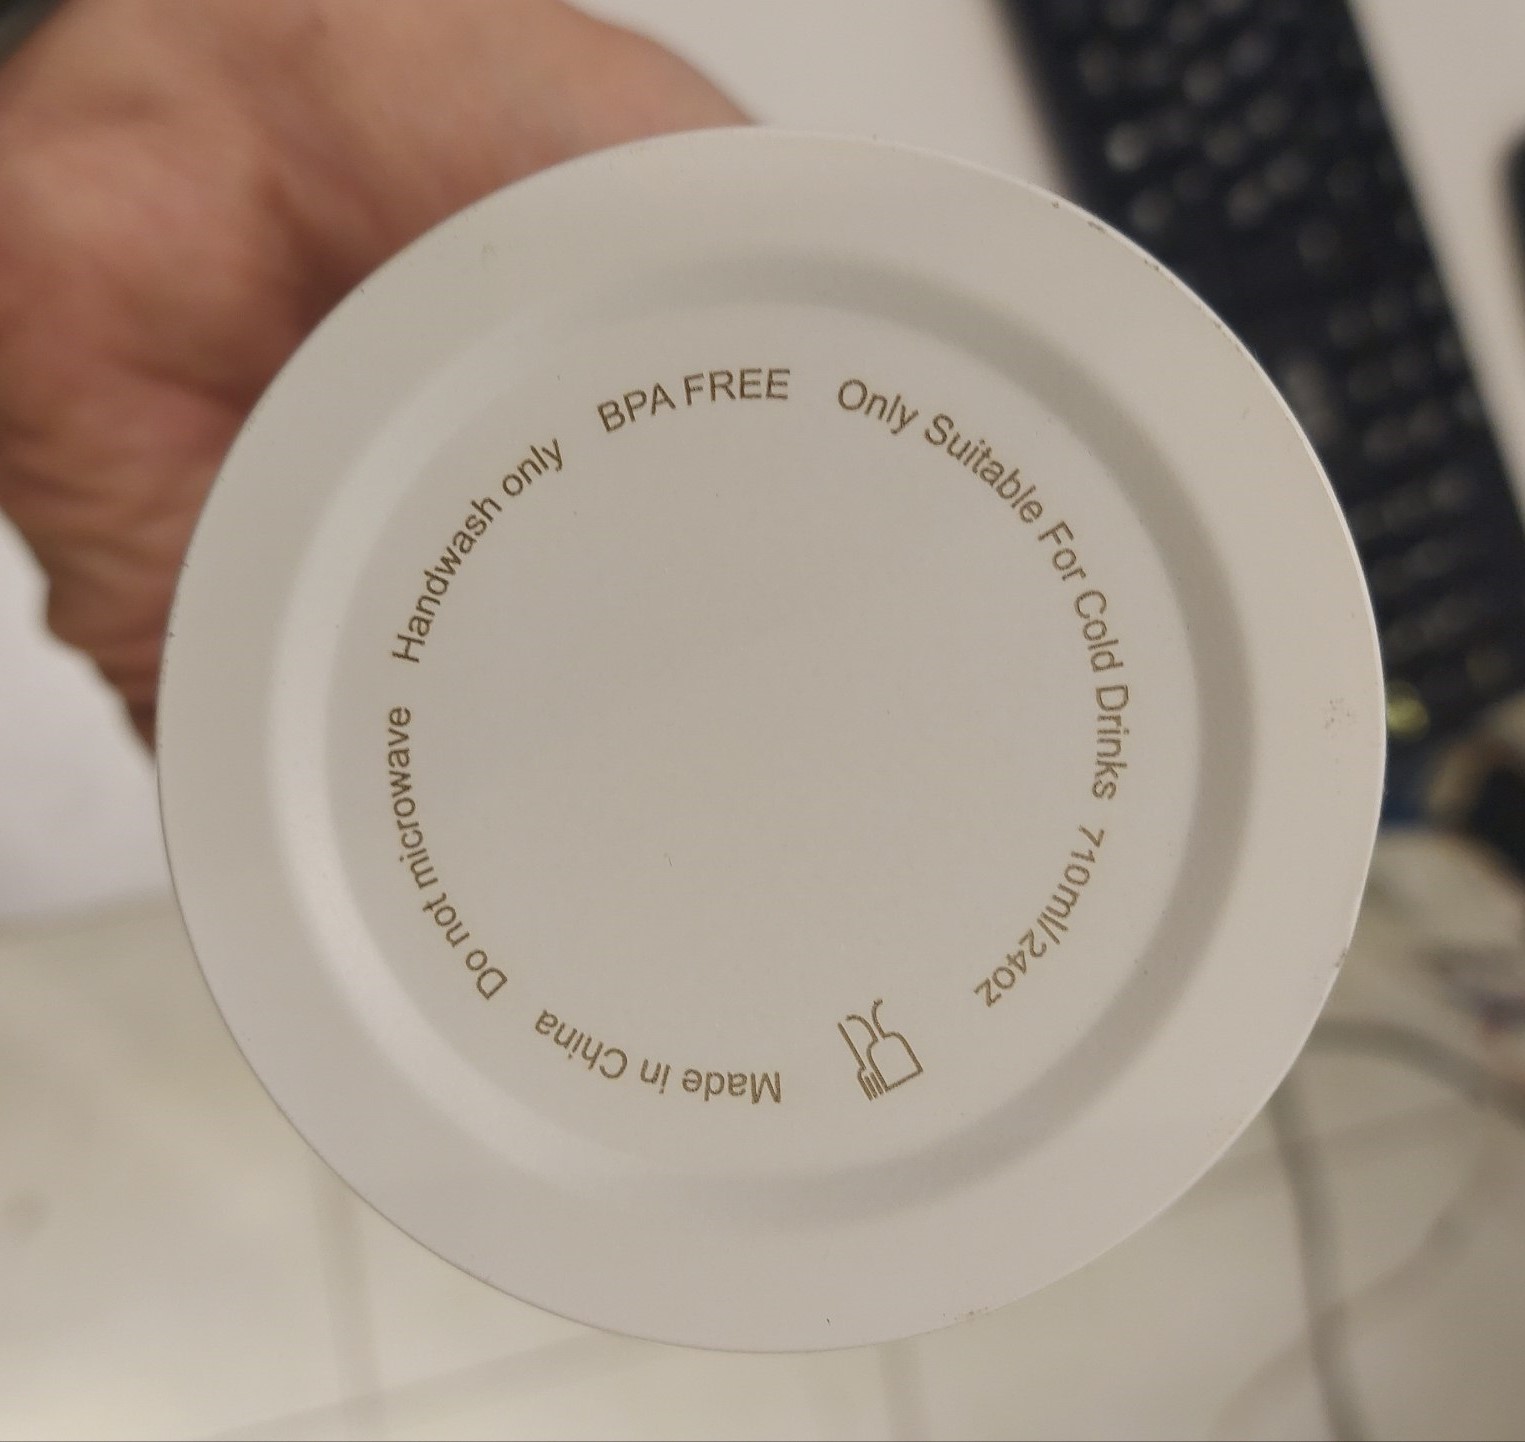 BPA FREE
Only Suitable For Cold Drinks
710ml/24oz
Made in China
Do not microwave
Handwash only